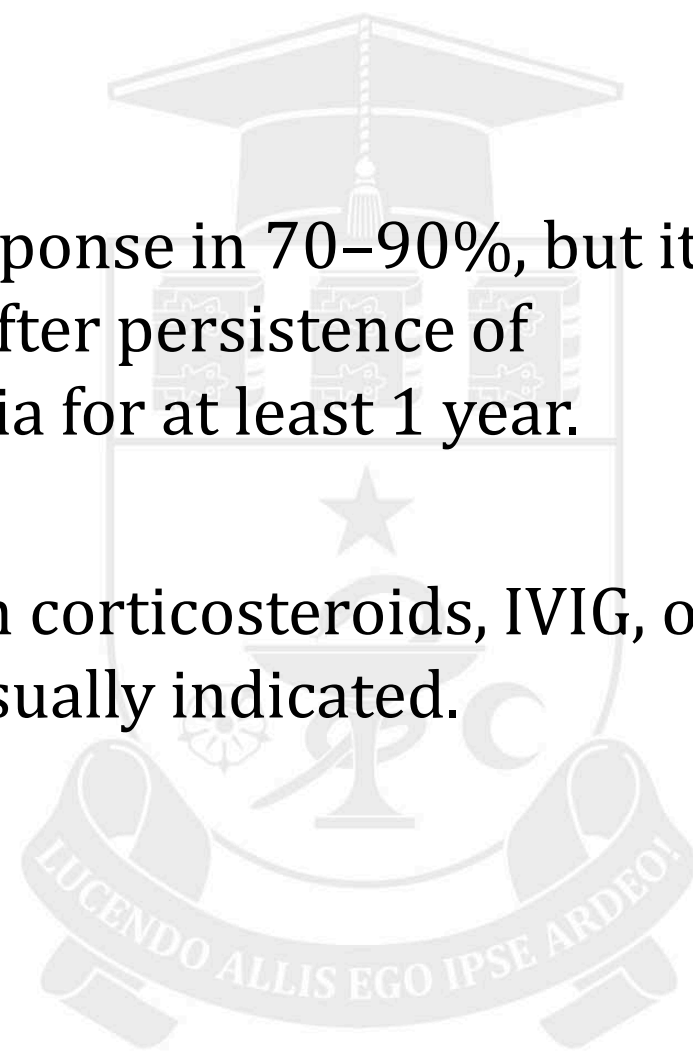 ponse in 70–90%, but it
fter persistence of
ia for at least 1 year.
n corticosteroids, IVIG, o
sually indicated.
LUCENDO ALLIS EGO IPSE ARDEO!